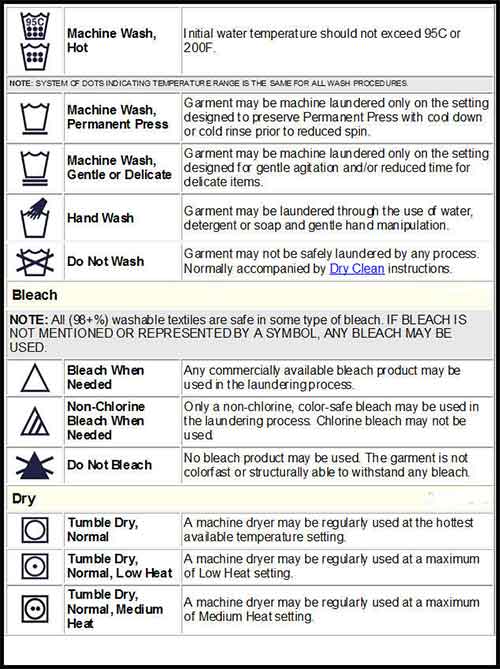 95C
Machine Wash,
Hot
Initial water temperature should not exceed 95C or
200F.
NOTE: SYSTEM OF DOTS INDICATING TEMPERATURE RANGE IS THE SAME FOR ALL WASH PROCEDURES.
Machine Wash,
Permanent Press
Garment may be machine laundered only on the setting
designed to preserve Permanent Press with cool down
or cold rinse prior to reduced spin.
Machine Wash,
Gentle or Delicate
Garment may be machine laundered only on the setting
designed for gentle agitation and/or reduced time for
delicate items.
Hand Wash
Garment may be laundered through the use of water,
detergent or soap and gentle hand manipulation.
Do Not Wash
Garment may not be safely laundered by any process.
Normally accompanied by Dry Clean instructions.
Bleach
NOTE: All (98+%) washable textiles are safe in some type of bleach. IF BLEACH IS
NOT MENTIONED OR REPRESENTED BY A SYMBOL, ANY BLEACH MAY BE
USED.
Bleach When
Needed
Any commercially available bleach product may be
used in the laundering process.
Non-Chlorine
Bleach When
Needed
Only a non-chlorine, color-safe bleach may be used in
the laundering process. Chlorine bleach may not be
used.
Do Not Bleach
No bleach product may be used. The garment is not
colorfast or structurally able to withstand any bleach.
Dry
Tumble Dry,
Normal
A machine dryer may be regularly used at the hottest
available temperature setting.
Tumble Dry,
Normal, Low Heat
A machine dryer may be regularly used at a maximum
of Low Heat setting.
Tumble Dry,
Normal, Medium
Heat
A machine dryer may be regularly used at a maximum
of Medium Heat setting.